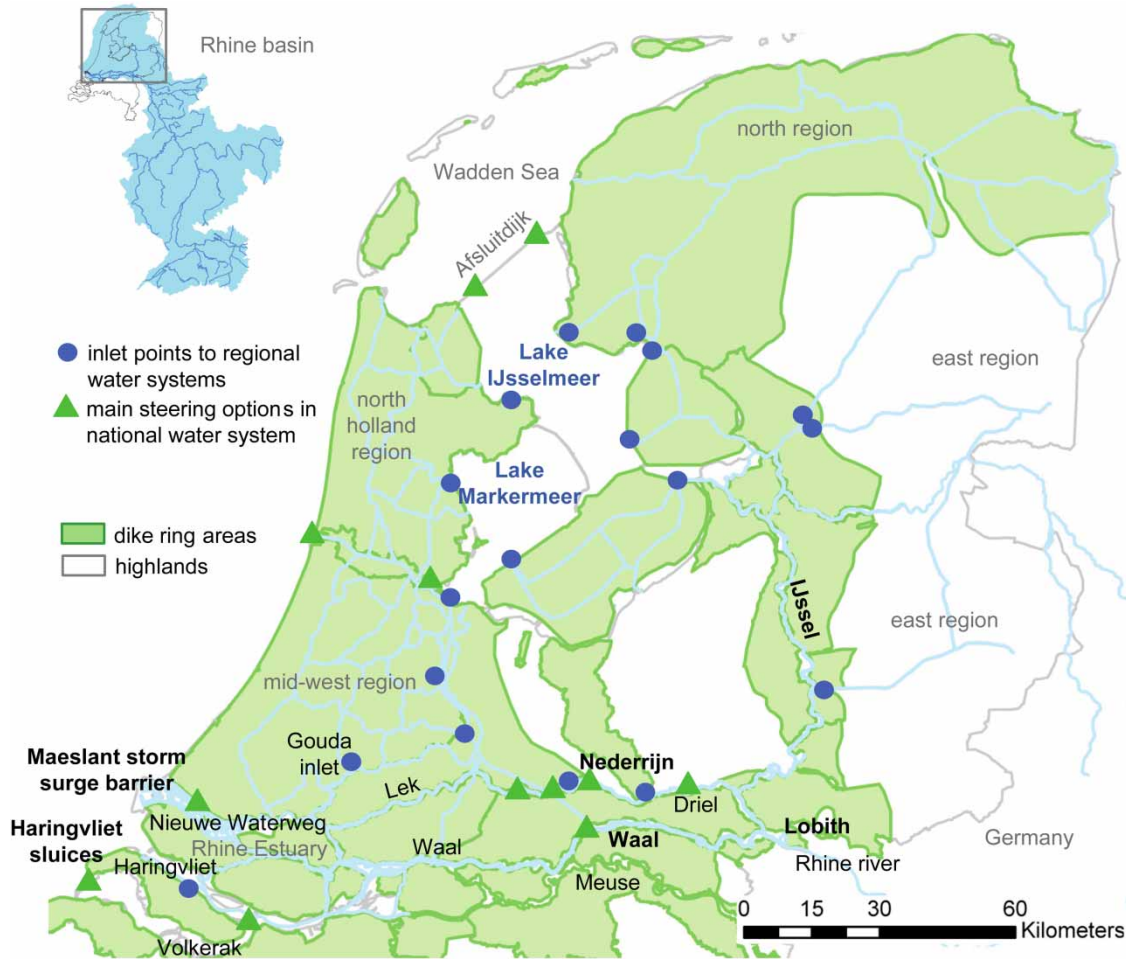 Rhine basin
north region
Wadden Sea
Afsluitdijk
inlet points to regional
water systems
main steering options in
national water system
Lake
IJsselmeer
east region
north
holland
region
Lake
Markermeer
dike ring areas
highlands
IJssel
east region
mid-west region
Gouda
inlet
Maeslant storm
surge barrier
Nederrijn
Lek
Driel
Nieuwe Waterweg
Lobith
Haringvliet
sluices
Rhine Estuary
Waal
Waal
Germany
Haringvliet
Rhine river
Meuse
0 15 30 60
Kilometers
Volkerak